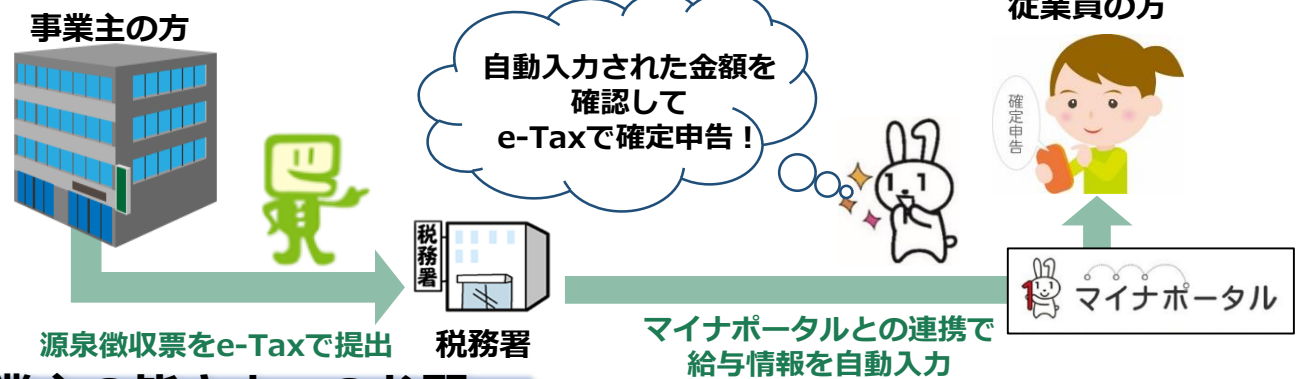 事業主の方
従業員の方
自動入力された金額を
確認して
e-Taxで確定申告！
確定申告
税務署
マイナポータル
源泉徴収票をe-Taxで提出
税務署
マイナポータルとの連携で
給与情報を自動入力